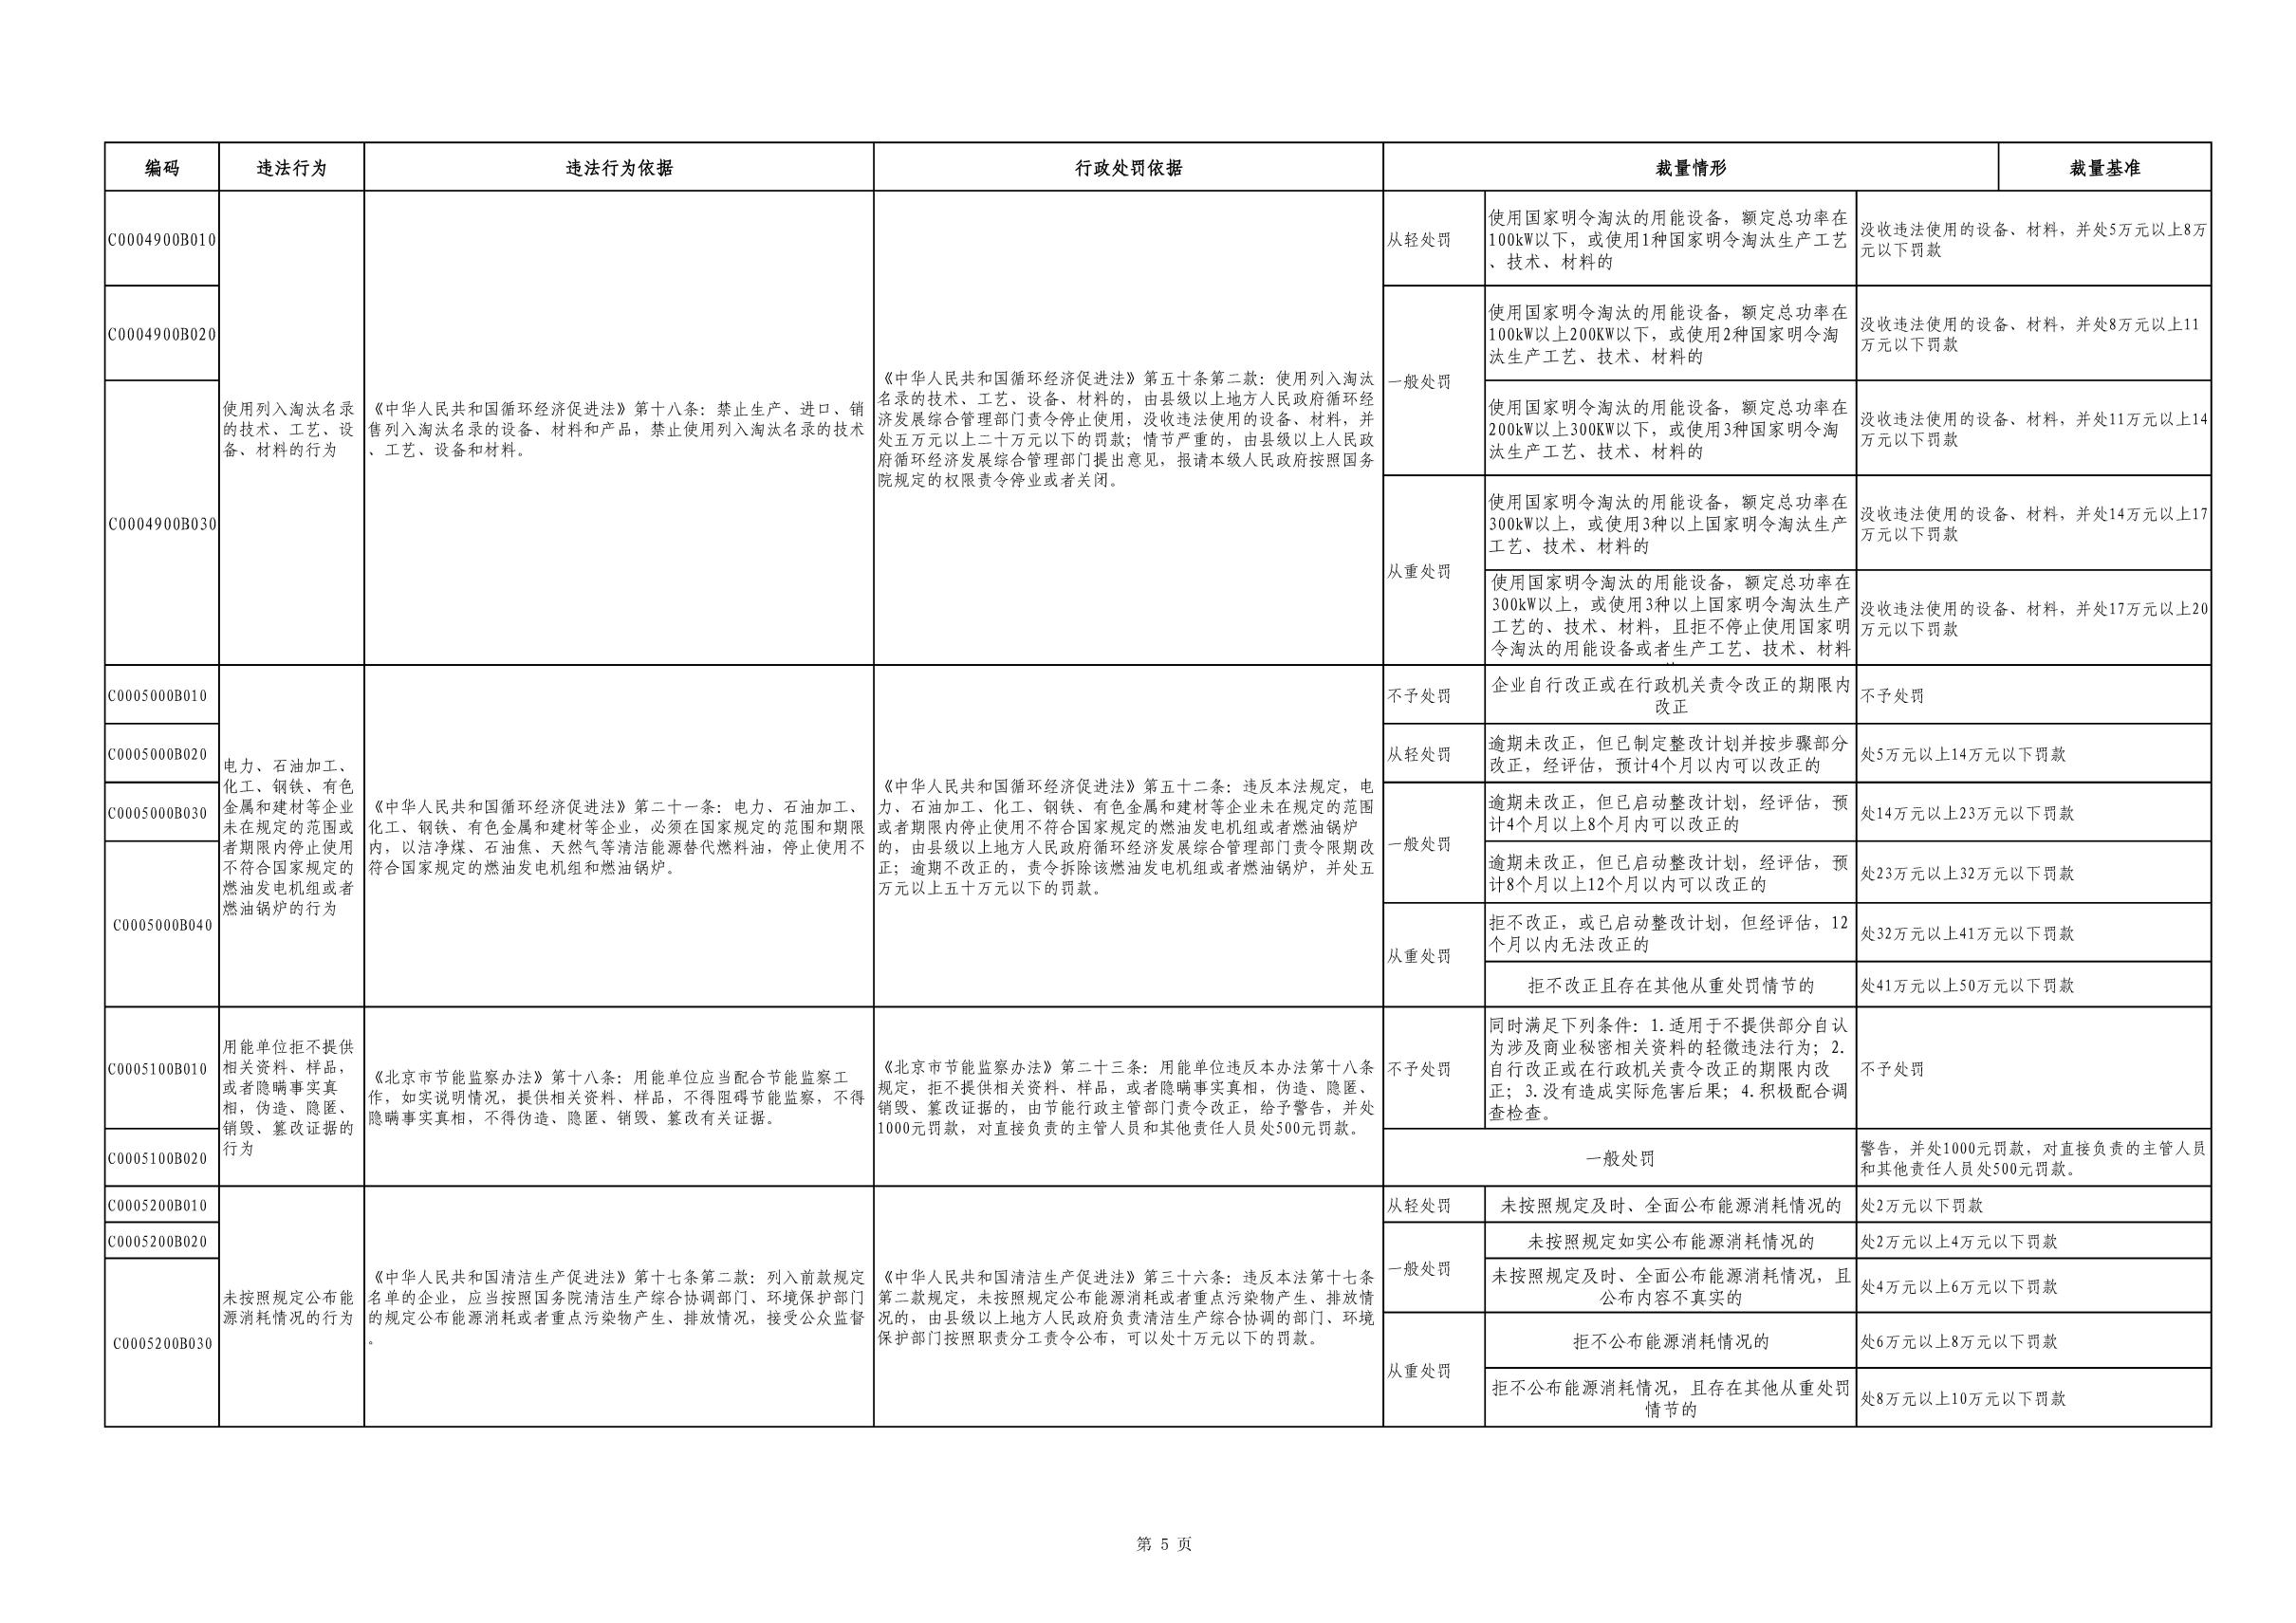 编码 违法行为 违法行为依据 行政处罚依据 裁量情形 裁量基准
C0004900B010
C0004900B020
C0004900B030
使用列入淘汰名录
的技术、工艺、设
备、材料的行为
《中华人民共和国循环经济促进法》第十八条：禁止生产、进口、销
售列入淘汰名录的设备、材料和产品，禁止使用列入淘汰名录的技术
、工艺、设备和材料。
《中华人民共和国循环经济促进法》第五十条第二款：使用列入淘汰
名录的技术、工艺、设备、材料的，由县级以上地方人民政府循环经
济发展综合管理部门责令停止使用，没收违法使用的设备、材料，并
处五万元以上二十万元以下的罚款；情节严重的，由县级以上人民政
府循环经济发展综合管理部门提出意见，报请本级人民政府按照国务
院规定的权限责令停业或者关闭。
从轻处罚
使用国家明令淘汰的用能设备，额定总功率在
100kW以下，或使用1种国家明令淘汰生产工艺
、技术、材料的
没收违法使用的设备、材料，并处5万元以上8万
元以下罚款
一般处罚
使用国家明令淘汰的用能设备，额定总功率在
100kW以上200KW以下，或使用2种国家明令淘
汰生产工艺、技术、材料的
没收违法使用的设备、材料，并处8万元以上11
万元以下罚款
使用国家明令淘汰的用能设备，额定总功率在
200kW以上300KW以下，或使用3种国家明令淘
汰生产工艺、技术、材料的
没收违法使用的设备、材料，并处11万元以上14
万元以下罚款
从重处罚
使用国家明令淘汰的用能设备，额定总功率在
300kW以上，或使用3种以上国家明令淘汰生产
工艺、技术、材料的
没收违法使用的设备、材料，并处14万元以上17
万元以下罚款
使用国家明令淘汰的用能设备，额定总功率在
300kW以上，或使用3种以上国家明令淘汰生产
工艺的、技术、材料，且拒不停止使用国家明
令淘汰的用能设备或者生产工艺、技术、材料
没收违法使用的设备、材料，并处17万元以上20
万元以下罚款
C0005000B010
C0005000B020
C0005000B030
C0005000B040
电力、石油加工、
化工、钢铁、有色
金属和建材等企业
未在规定的范围或
者期限内停止使用
不符合国家规定的
燃油发电机组或者
燃油锅炉的行为
《中华人民共和国循环经济促进法》第二十一条：电力、石油加工、
化工、钢铁、有色金属和建材等企业，必须在国家规定的范围和期限
内，以洁净煤、石油焦、天然气等清洁能源替代燃料油，停止使用不
符合国家规定的燃油发电机组和燃油锅炉。
《中华人民共和国循环经济促进法》第五十二条：违反本法规定，电
力、石油加工、化工、钢铁、有色金属和建材等企业未在规定的范围
或者期限内停止使用不符合国家规定的燃油发电机组或者燃油锅炉
的，由县级以上地方人民政府循环经济发展综合管理部门责令限期改
正；逾期不改正的，责令拆除该燃油发电机组或者燃油锅炉，并处五
万元以上五十万元以下的罚款。
不予处罚
企业自行改正或在行政机关责令改正的期限内
改正
不予处罚
从轻处罚
逾期未改正，但已制定整改计划并按步骤部分
改正，经评估，预计4个月以内可以改正的
处5万元以上14万元以下罚款
一般处罚
逾期未改正，但已启动整改计划，经评估，预
计4个月以上8个月内可以改正的
处14万元以上23万元以下罚款
逾期未改正，但已启动整改计划，经评估，预
计8个月以上12个月以内可以改正的
处23万元以上32万元以下罚款
从重处罚
拒不改正，或已启动整改计划，但经评估，12
个月以内无法改正的
处32万元以上41万元以下罚款
拒不改正且存在其他从重处罚情节的
处41万元以上50万元以下罚款
C0005100B010
C0005100B020
用能单位拒不提供
相关资料、样品，
或者隐瞒事实真
相，伪造、隐匿、
销毁、篡改证据的
行为
《北京市节能监察办法》第十八条：用能单位应当配合节能监察工
作，如实说明情况，提供相关资料、样品，不得阻碍节能监察，不得
隐瞒事实真相，不得伪造、隐匿、销毁、篡改有关证据。
《北京市节能监察办法》第二十三条：用能单位违反本办法第十八条
规定，拒不提供相关资料、样品，或者隐瞒事实真相，伪造、隐匿、
销毁、篡改证据的，由节能行政主管部门责令改正，给予警告，并处
1000元罚款，对直接负责的主管人员和其他责任人员处500元罚款。
不予处罚
同时满足下列条件：1.适用于不提供部分自认
为涉及商业秘密相关资料的轻微违法行为；2.
自行改正或在行政机关责令改正的期限内改
正；3.没有造成实际危害后果；4.积极配合调
查检查。
不予处罚
一般处罚
警告，并处1000元罚款，对直接负责的主管人员
和其他责任人员处500元罚款。
C0005200B010
C0005200B020
C0005200B030
未按照规定公布能
源消耗情况的行为
《中华人民共和国清洁生产促进法》第十七条第二款：列入前款规定
名单的企业，应当按照国务院清洁生产综合协调部门、环境保护部门
的规定公布能源消耗或者重点污染物产生、排放情况，接受公众监督
。
《中华人民共和国清洁生产促进法》第三十六条：违反本法第十七条
第二款规定，未按照规定公布能源消耗或者重点污染物产生、排放情
况的，由县级以上地方人民政府负责清洁生产综合协调的部门、环境
保护部门按照职责分工责令公布，可以处十万元以下的罚款。
从轻处罚
未按照规定及时、全面公布能源消耗情况的
处2万元以下罚款
一般处罚
未按照规定如实公布能源消耗情况的
处2万元以上4万元以下罚款
未按照规定及时、全面公布能源消耗情况，且
公布内容不真实的
处4万元以上6万元以下罚款
从重处罚
拒不公布能源消耗情况的
处6万元以上8万元以下罚款
拒不公布能源消耗情况，且存在其他从重处罚
情节的
处8万元以上10万元以下罚款
第 5 页